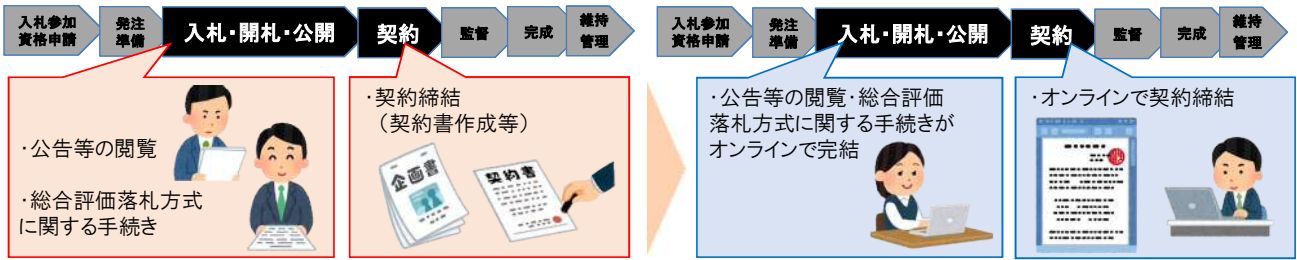 入札参加
資格申請
発注
準備
入札・開札・公開
契約
監督
完成
維持
管理
・公告等の閲覧
・総合評価落札方式
に関する手続き
・契約締結
（契約書作成等）
企画書
契約書
入札参加
資格申請
発注
準備
入札・開札・公開
契約
監督
完成
維持
管理
・公告等の閲覧・総合評価
落札方式に関する手続きが
オンラインで完結
・オンラインで契約締結